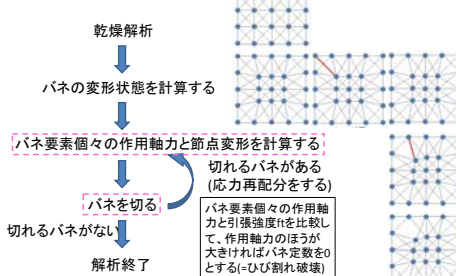 乾燥解析
バネの変形状態を計算する
バネ要素個々の作用軸力と節点変形を計算する
切れるバネがある
(応力再配分をする)
バネを切る
切れるバネがない
バネ要素個々の作用軸
力と引張強度ftを比較し
て、作用軸力のほうが
大きければバネ定数を0
とする(=ひび割れ破壊)
解析終了